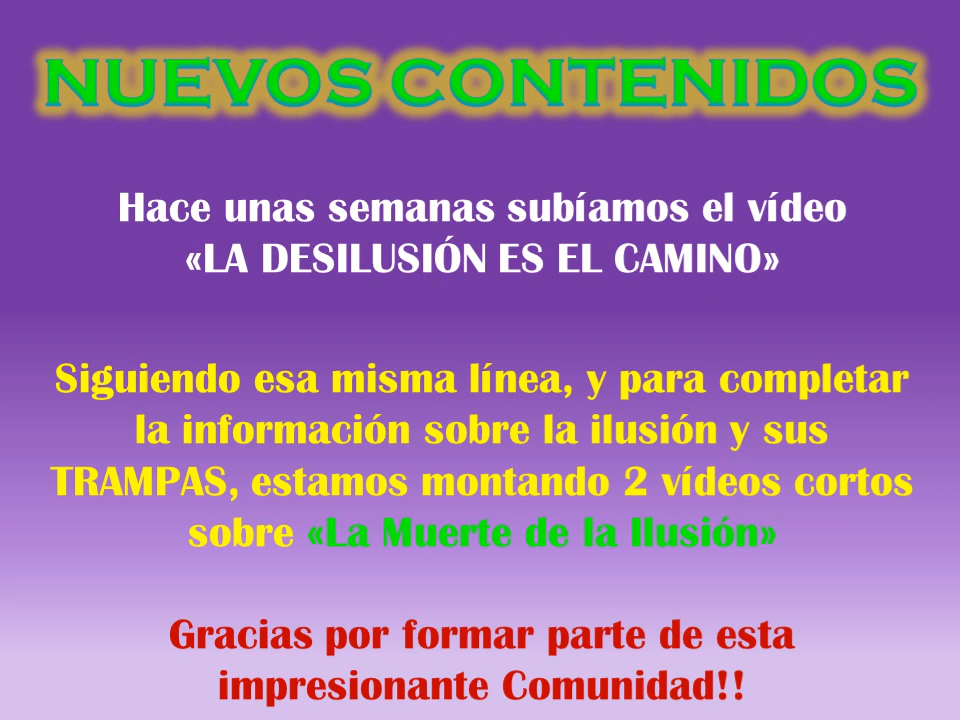 NUEVOS CONTENIDOS
Hace unas semanas subíamos el vídeo
«LA DESILUSIÓN ES EL CAMINO»
Siguiendo esa misma línea, y para completar
la información sobre la ilusión y sus
TRAMPAS, estamos montando 2 vídeos cortos
sobre «La Muerte de la Ilusión»
Gracias por formar parte de esta
impresionante Comunidad!!